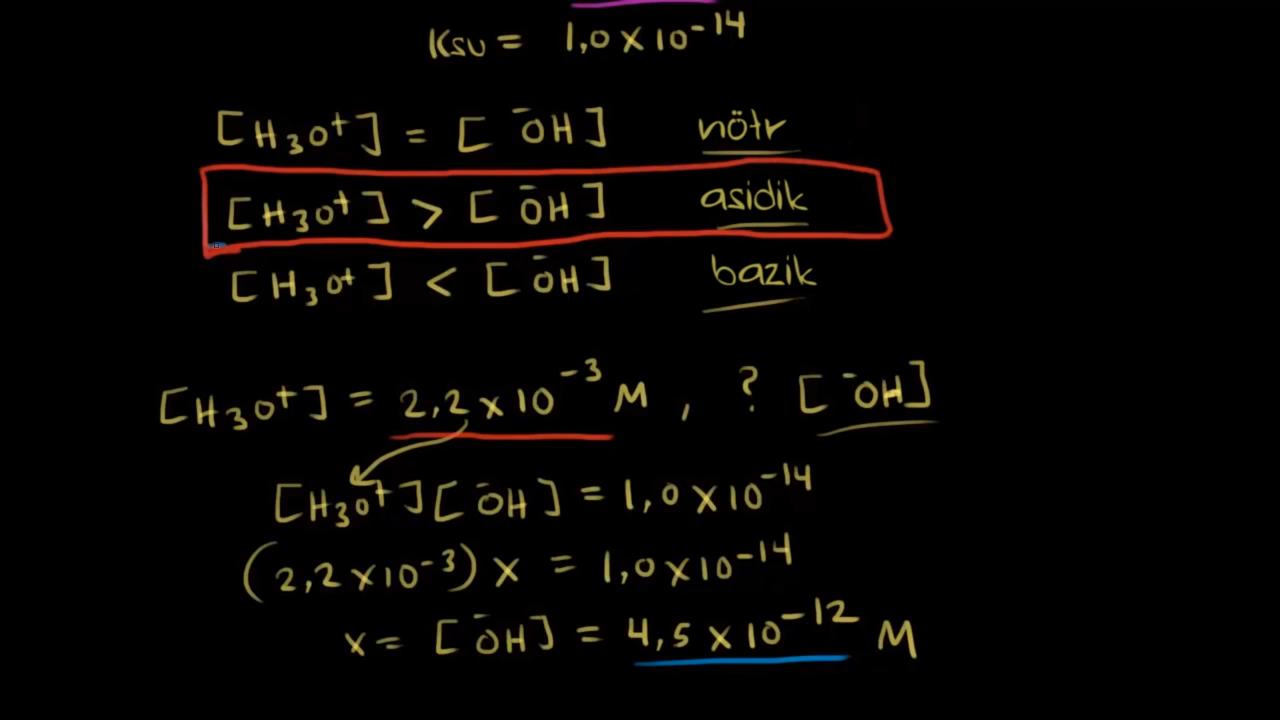 Ksu = 1,0 x 10⁻¹⁴
[H₃O⁺] = [⁻OH] nötr
[H₃O⁺] > [⁻OH] asidik
[H₃O⁺] < [⁻OH] bazik
[H₃O⁺] = 2,2 x 10⁻³ M , ? [⁻OH]
[H₃O⁺][⁻OH] = 1,0 x 10⁻¹⁴
(2,2 x 10⁻³) x = 1,0 x 10⁻¹⁴
x = [⁻OH] = 4,5 x 10⁻¹² M